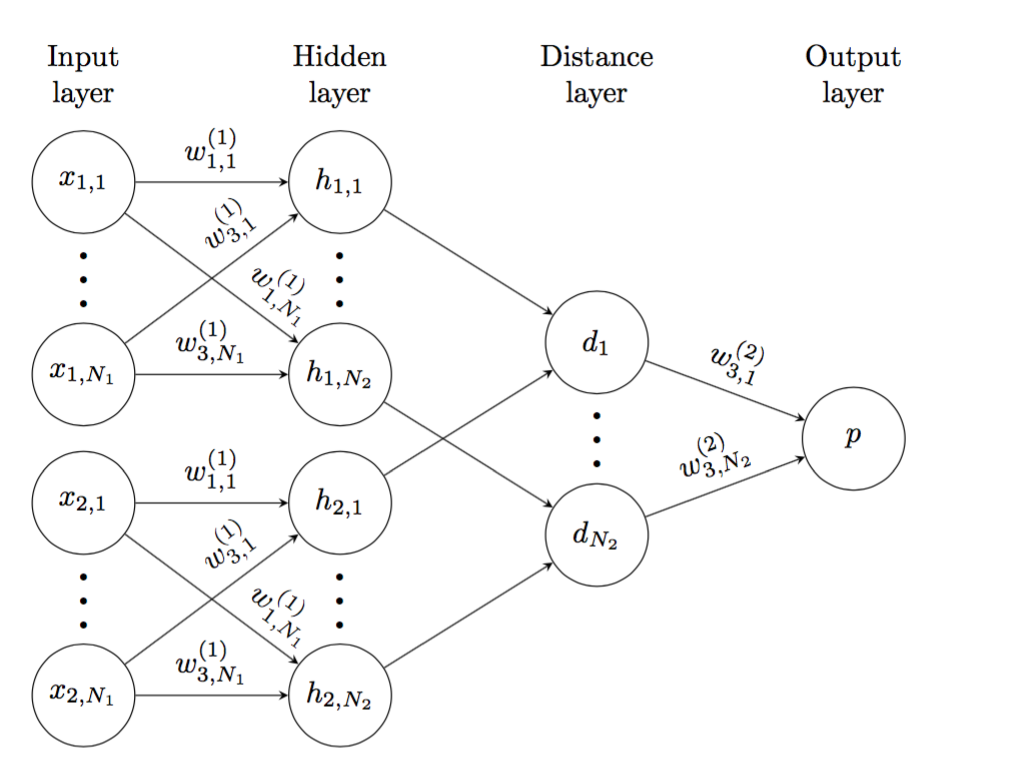 Input layer
Hidden layer
Distance layer
Output layer
x_{1,1}
w_{1,1}^{(1)}
h_{1,1}
w_{3,1}^{(1)}
w_{1,N_1}^{(1)}
x_{1,N_1}
w_{3,N_1}^{(1)}
h_{1,N_2}
d_1
w_{3,1}^{(2)}
p
w_{3,N_2}^{(2)}
d_{N_2}
x_{2,1}
w_{1,1}^{(1)}
h_{2,1}
w_{3,1}^{(1)}
w_{1,N_1}^{(1)}
x_{2,N_1}
w_{3,N_1}^{(1)}
h_{2,N_2}